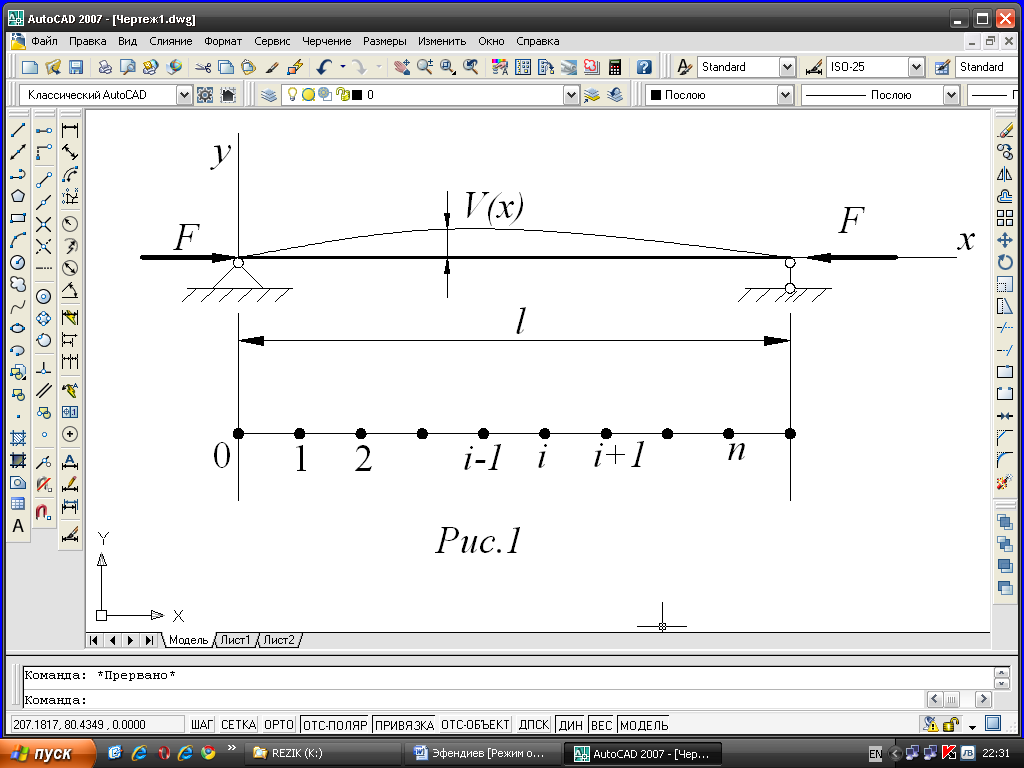 AutoCAD 2007 - [Чертеж1.dwg]
Файл Правка Вид Слияние Формат Сервис Черчение Размеры Изменить Окно Справка
Standard ISO-25 Standard
Классический AutoCAD 0 Послою Послою П
y
V(x)
F
F
x
l
0 1 2 i-1 i i+1 n
Рис.1
Y
X
Модель Лист1 Лист2
Команда: *Прервано*
Команда:
207.1817, 80.4349, 0.0000 ШАГ СЕТКА ОРТО ОТС-ПОЛЯР ПРИВЯЗКА ОТС-ОБЪЕКТ ДПСК ДИН ВЕС МОДЕЛЬ
пуск » REZIK (K:) Эфендиев [Режим о... AutoCAD 2007 - [Чер... EN 22:31